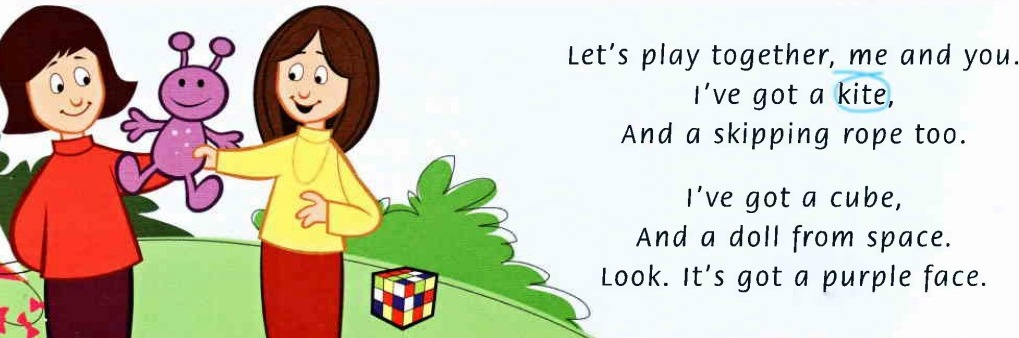 Let's play together, me and you.
I've got a kite,
And a skipping rope too.
I've got a cube,
And a doll from space.
Look. It's got a purple face.